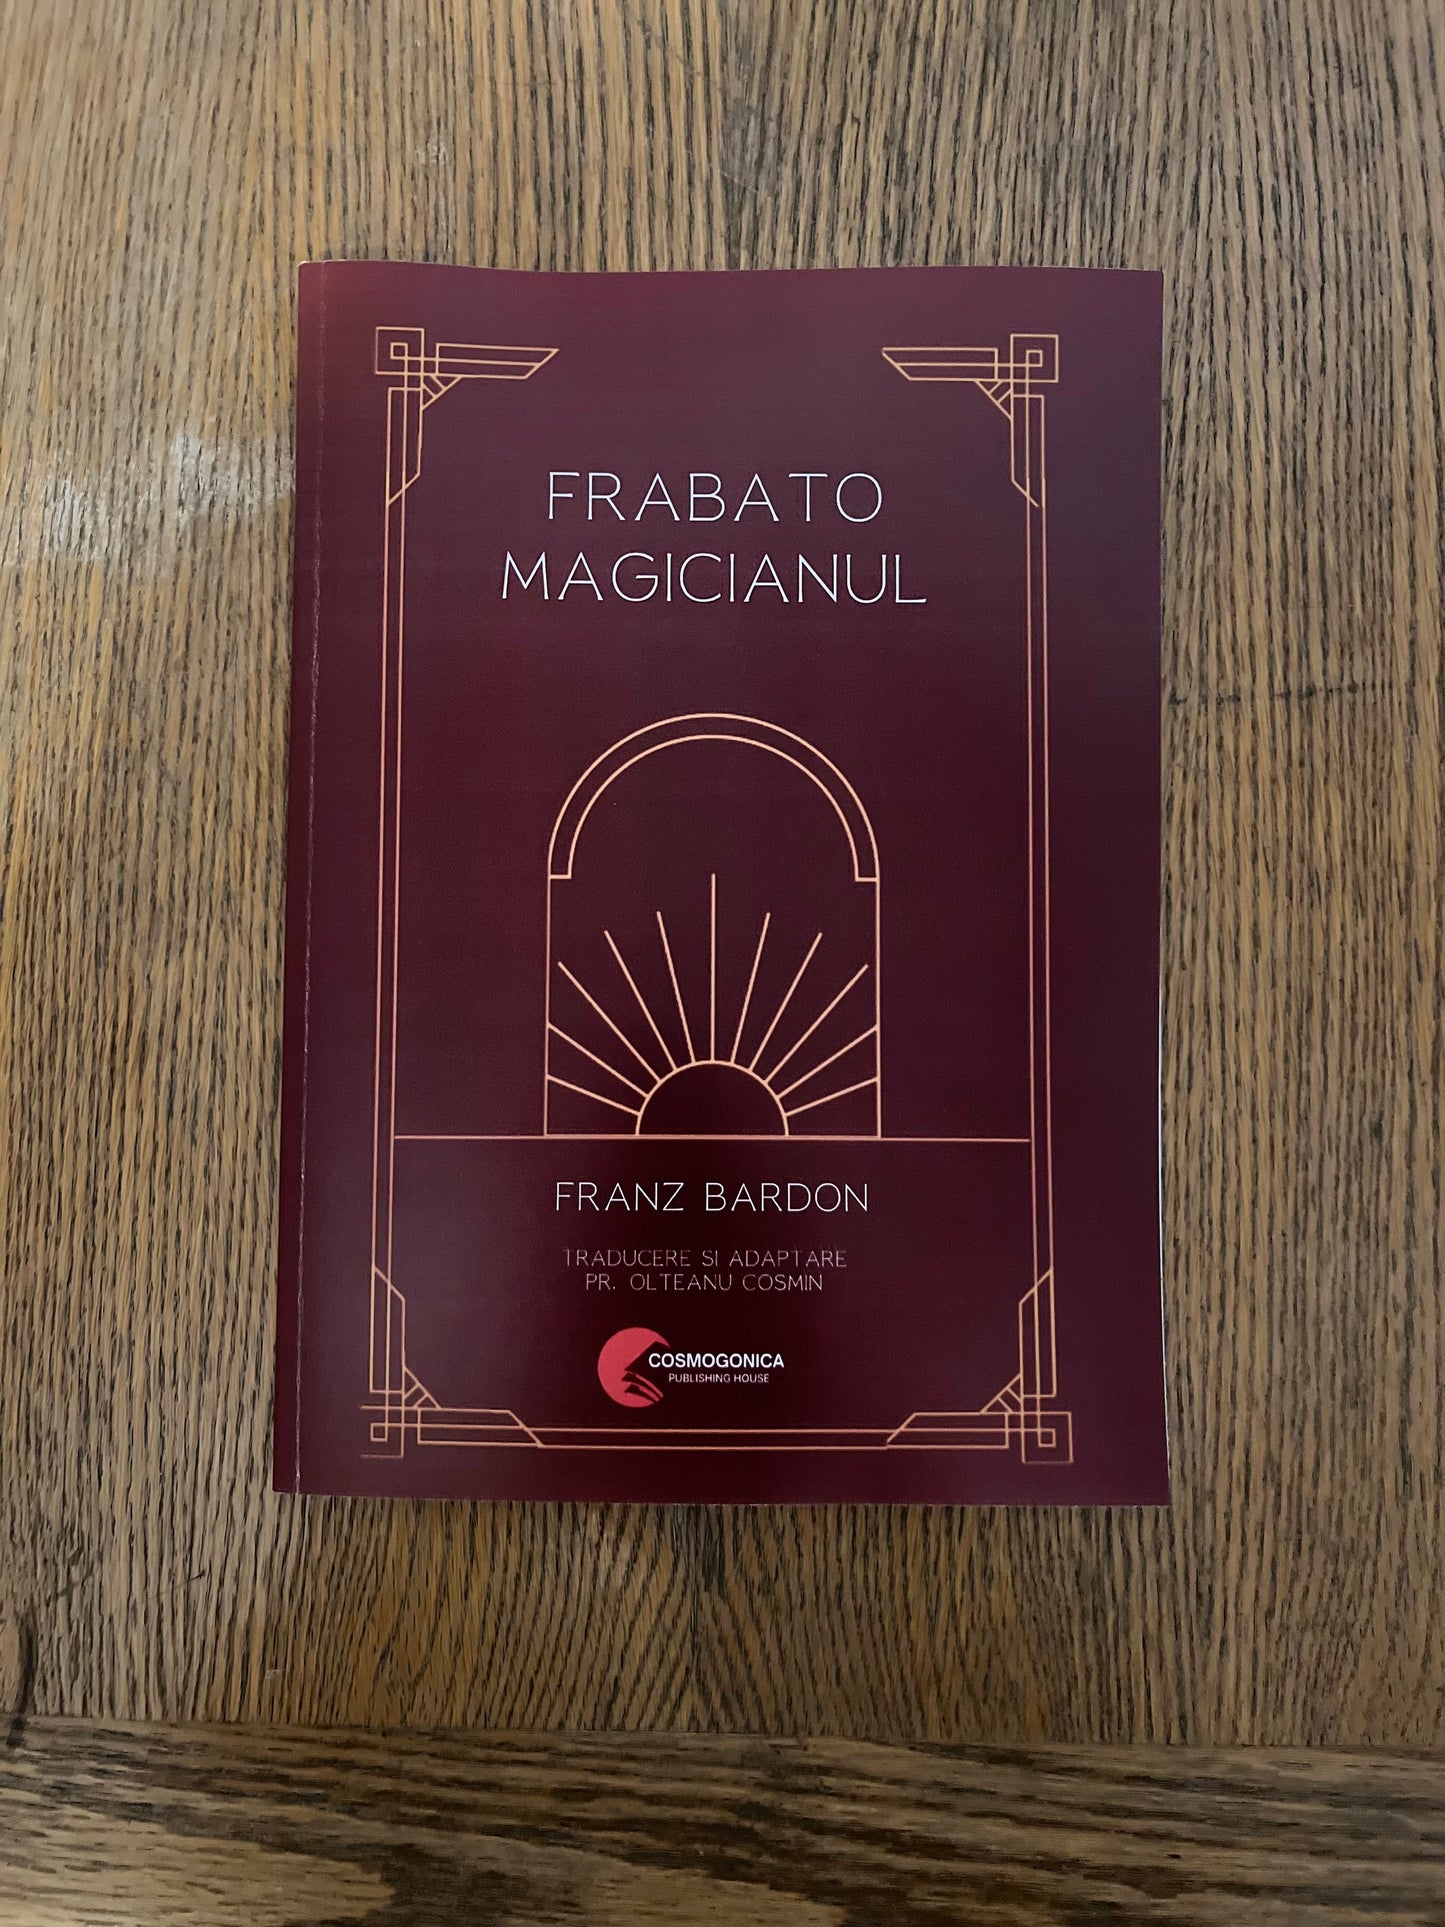 FRABATO
MAGICIANUL
FRANZ BARDON
TRADUCERE SI ADAPTARE
PR. OLTEANU COSMIN
COSMOGONICA
PUBLISHING HOUSE